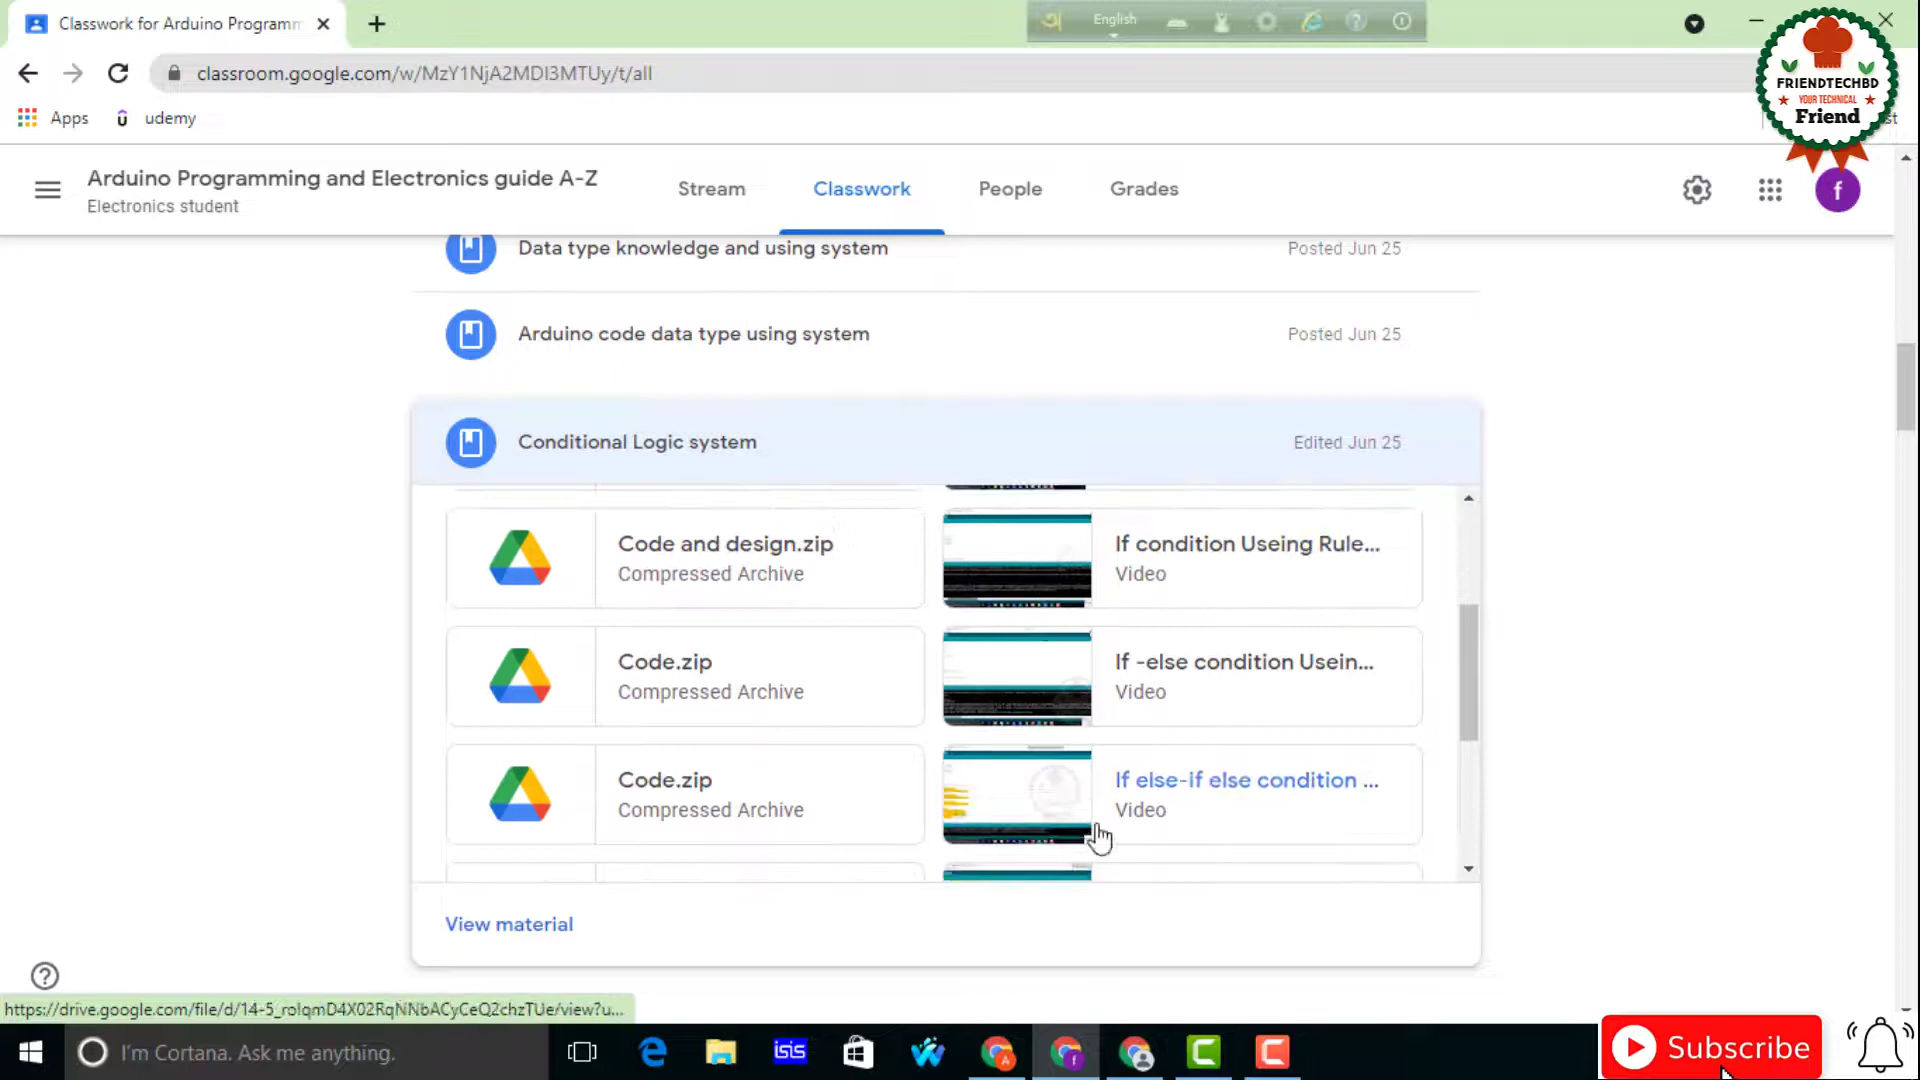 Classwork for Arduino Programm
English
classroom.google.com/w/MzY1NjA2MDI3MTUy/t/all
Apps
udemy
FRIENDTECHBD
YOUR TECHNICAL
Friend
Arduino Programming and Electronics guide A-Z
Electronics student
Stream
Classwork
People
Grades
f
Data type knowledge and using system
Posted Jun 25
Arduino code data type using system
Posted Jun 25
Conditional Logic system
Edited Jun 25
Code and design.zip
Compressed Archive
If condition Useing Rule...
Video
Code.zip
Compressed Archive
If -else condition Usein...
Video
Code.zip
Compressed Archive
If else-if else condition ...
Video
View material
https://drive.google.com/file/d/14-5_rolqmD4X02RqNNbACyCeQ2chzTUe/view?u...
I'm Cortana. Ask me anything.
isis
Subscribe